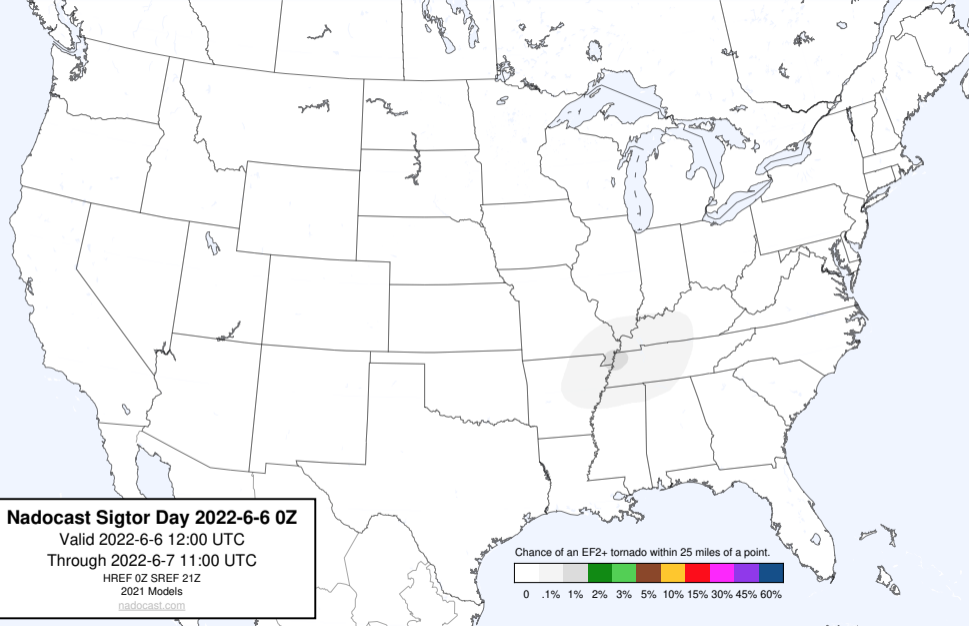 Nadocast Sigtor Day 2022-6-6 0Z
Valid 2022-6-6 12:00 UTC
Through 2022-6-7 11:00 UTC
HREF 0Z SREF 21Z
2021 Models
nadocast.com
Chance of an EF2+ tornado within 25 miles of a point.
0 .1% 1% 2% 3% 5% 10% 15% 30% 45% 60%